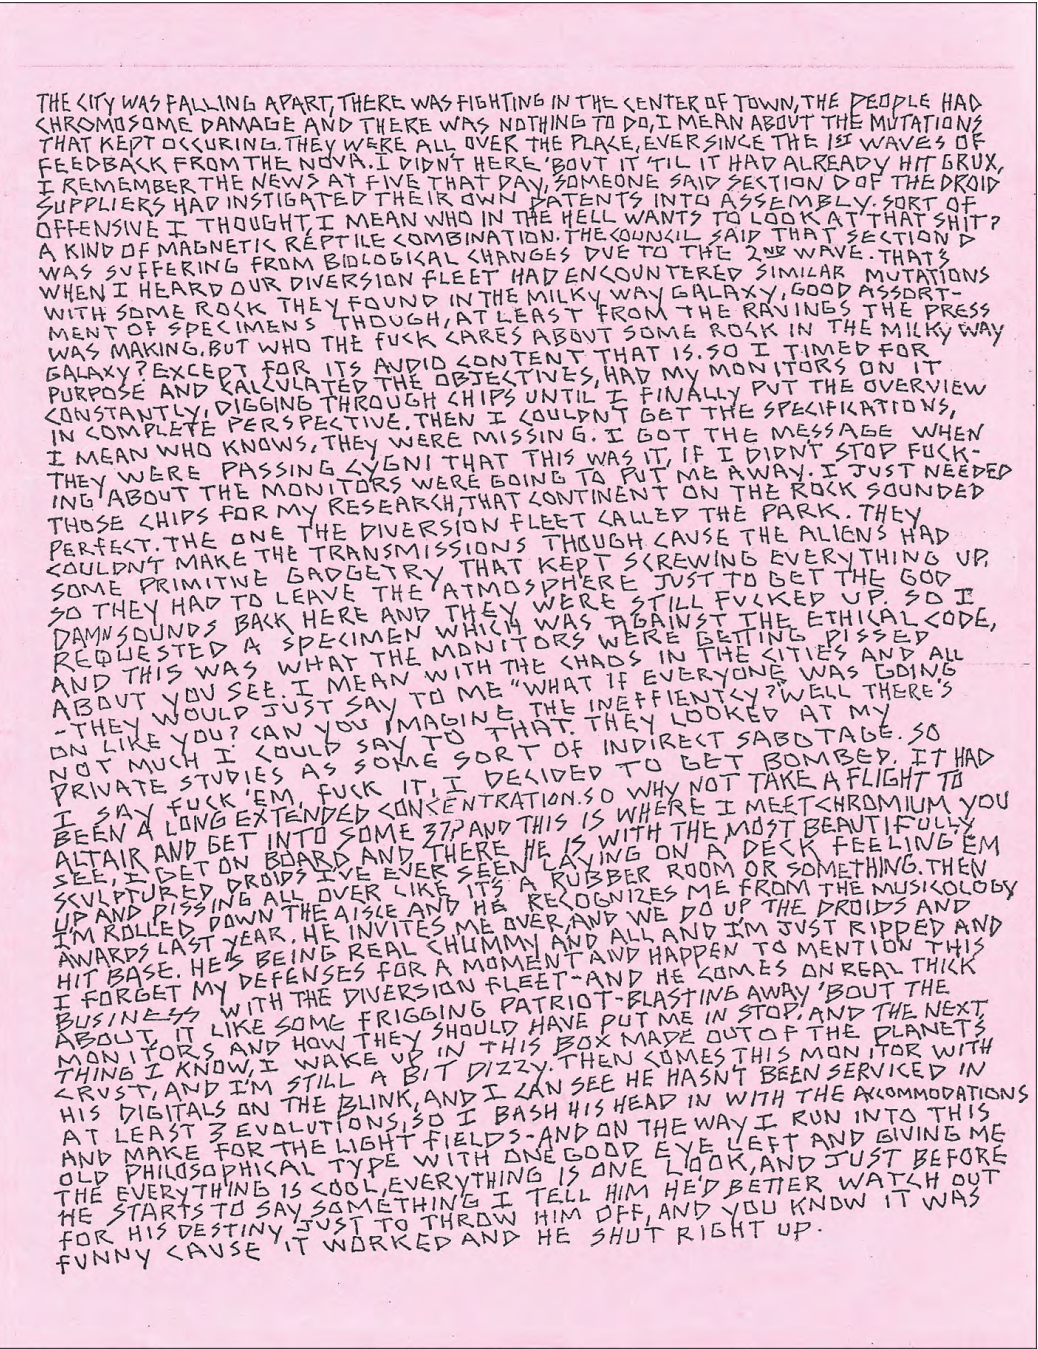 THE CITY WAS FALLING APART, THERE WAS FIGHTING IN THE CENTER OF TOWN, THE PEOPLE HAD
CHROMOSOME DAMAGE AND THERE WAS NOTHING TO DO, I MEAN ABOUT THE MUTATIONS
THAT KEPT OCCURING. THEY WERE ALL OVER THE PLACE, EVER SINCE THE 1ST WAVES OF
FEEDBACK FROM THE NOVA. I DIDN'T HERE 'BOUT IT 'TIL IT HAD ALREADY HIT GRUX,
I REMEMBER THE NEWS AT FIVE THAT DAY, SOMEONE SAID SECTION D OF THE DROID
SUPPLIERS HAD INSTIGATED THEIR OWN PATENTS INTO ASSEMBLY. SORT OF
OFFENSIVE I THOUGHT, I MEAN WHO IN THE HELL WANTS TO LOOK AT THAT SHIT?
A KIND OF MAGNETIC REPTILE COMBINATION. THE COUNCIL SAID THAT SECTION D
WAS SUFFERING FROM BIOLOGICAL CHANGES DUE TO THE 2ND WAVE. THATS
WHEN I HEARD OUR DIVERSION FLEET HAD ENCOUNTERED SIMILAR MUTATIONS
WITH SOME ROCK THEY FOUND IN THE MILKY WAY GALAXY, GOOD ASSORT-
MENT OF SPECIMENS THOUGH, AT LEAST FROM THE RAVINGS THE PRESS
WAS MAKING. BUT WHO THE FUCK CARES ABOUT SOME ROCK IN THE MILKY WAY
GALAXY? EXCEPT FOR ITS AUDIO CONTENT THAT IS. SO I TIMED FOR
PURPOSE AND CALCULATED THE OBJECTIVES, HAD MY MONITORS ON IT
CONSTANTLY, DIGGING THROUGH CHIPS UNTIL I FINALLY PUT THE OVERVIEW
IN COMPLETE PERSPECTIVE. THEN I COULDN'T GET THE SPECIFICATIONS,
I MEAN WHO KNOWS, THEY WERE MISSING. I GOT THE MESSAGE WHEN
THEY WERE PASSING CYGNI THAT THIS WAS IT, IF I DIDN'T STOP FUCK-
ING ABOUT THE MONITORS WERE GOING TO PUT ME AWAY. I JUST NEEDED
THOSE CHIPS FOR MY RESEARCH, THAT CONTINENT ON THE ROCK SOUNDED
PERFECT. THE ONE THE DIVERSION FLEET CALLED THE PARK. THEY
COULDN'T MAKE THE TRANSMISSIONS THOUGH CAUSE THE ALIENS HAD
SOME PRIMITIVE GADGETRY THAT KEPT SCREWING EVERYTHING UP,
SO THEY HAD TO LEAVE THE ATMOSPHERE JUST TO GET THE GOD
DAMN SOUNDS BACK HERE AND THEY WERE STILL FUCKED UP. SO I
REQUESTED A SPECIMEN WHICH WAS AGAINST THE ETHICAL CODE,
AND THIS WAS WHAT THE MONITORS WERE GETTING PISSED
ABOUT YOU SEE. I MEAN WITH THE CHAOS IN THE CITIES AND ALL
-THEY WOULD JUST SAY TO ME "WHAT IF EVERYONE WAS GOING
ON LIKE YOU? CAN YOU IMAGINE THE INEFFIENTCY?" WELL THERE'S
NOT MUCH I COULD SAY TO THAT. THEY LOOKED AT MY
PRIVATE STUDIES AS SOME SORT OF INDIRECT SABOTAGE. SO
I SAY FUCK 'EM, FUCK IT, I DECIDED TO GET BOMBED. IT HAD
BEEN A LONG EXTENDED CONCENTRATION. SO WHY NOT TAKE A FLIGHT TO
ALTAIR AND GET INTO SOME 37? AND THIS IS WHERE I MEET CHROMIUM YOU
SEE, I GET ON BOARD AND THERE HE IS WITH THE MOST BEAUTIFULLY
SCULPTURED DROIDS I'VE EVER SEEN LAYING ON A DECK FEELING EM
UP AND PISSING ALL OVER LIKE ITS A RUBBER ROOM OR SOMETHING. THEN
I'M ROLLED DOWN THE AISLE AND HE RECOGNIZES ME FROM THE MUSICOLOGY
AWARDS LAST YEAR. HE INVITES ME OVER, AND WE DO UP THE DROIDS AND
HIT BASE. HE'S BEING REAL CHUMMY AND ALL AND I'M JUST RIPPED AND
I FORGET MY DEFENSES FOR A MOMENT AND HAPPEN TO MENTION THIS
BUSINESS WITH THE DIVERSION FLEET-AND HE COMES ON REAL THICK
ABOUT IT LIKE SOME FRIGGING PATRIOT-BLASTING AWAY 'BOUT THE
MONITORS AND HOW THEY SHOULD HAVE PUT ME IN STOP. AND THE NEXT
THING I KNOW, I WAKE UP IN THIS BOX MADE OUT OF THE PLANETS
CRUST, AND I'M STILL A BIT DIZZY. THEN COMES THIS MONITOR WITH
HIS DIGITALS ON THE BLINK, AND I CAN SEE HE HASN'T BEEN SERVICED IN
AT LEAST 3 EVOLUTIONS, SO I BASH HIS HEAD IN WITH THE ACCOMMODATIONS
AND MAKE FOR THE LIGHT FIELDS-AND ON THE WAY I RUN INTO THIS
OLD PHILOSOPHICAL TYPE WITH ONE GOOD EYE LEFT AND GIVING ME
THE EVERYTHING IS COOL, EVERYTHING IS ONE LOOK, AND JUST BEFORE
HE STARTS TO SAY SOMETHING I TELL HIM HE'D BETTER WATCH OUT
FOR HIS DESTINY JUST TO THROW HIM OFF, AND YOU KNOW IT WAS
FUNNY CAUSE IT WORKED AND HE SHUT RIGHT UP.